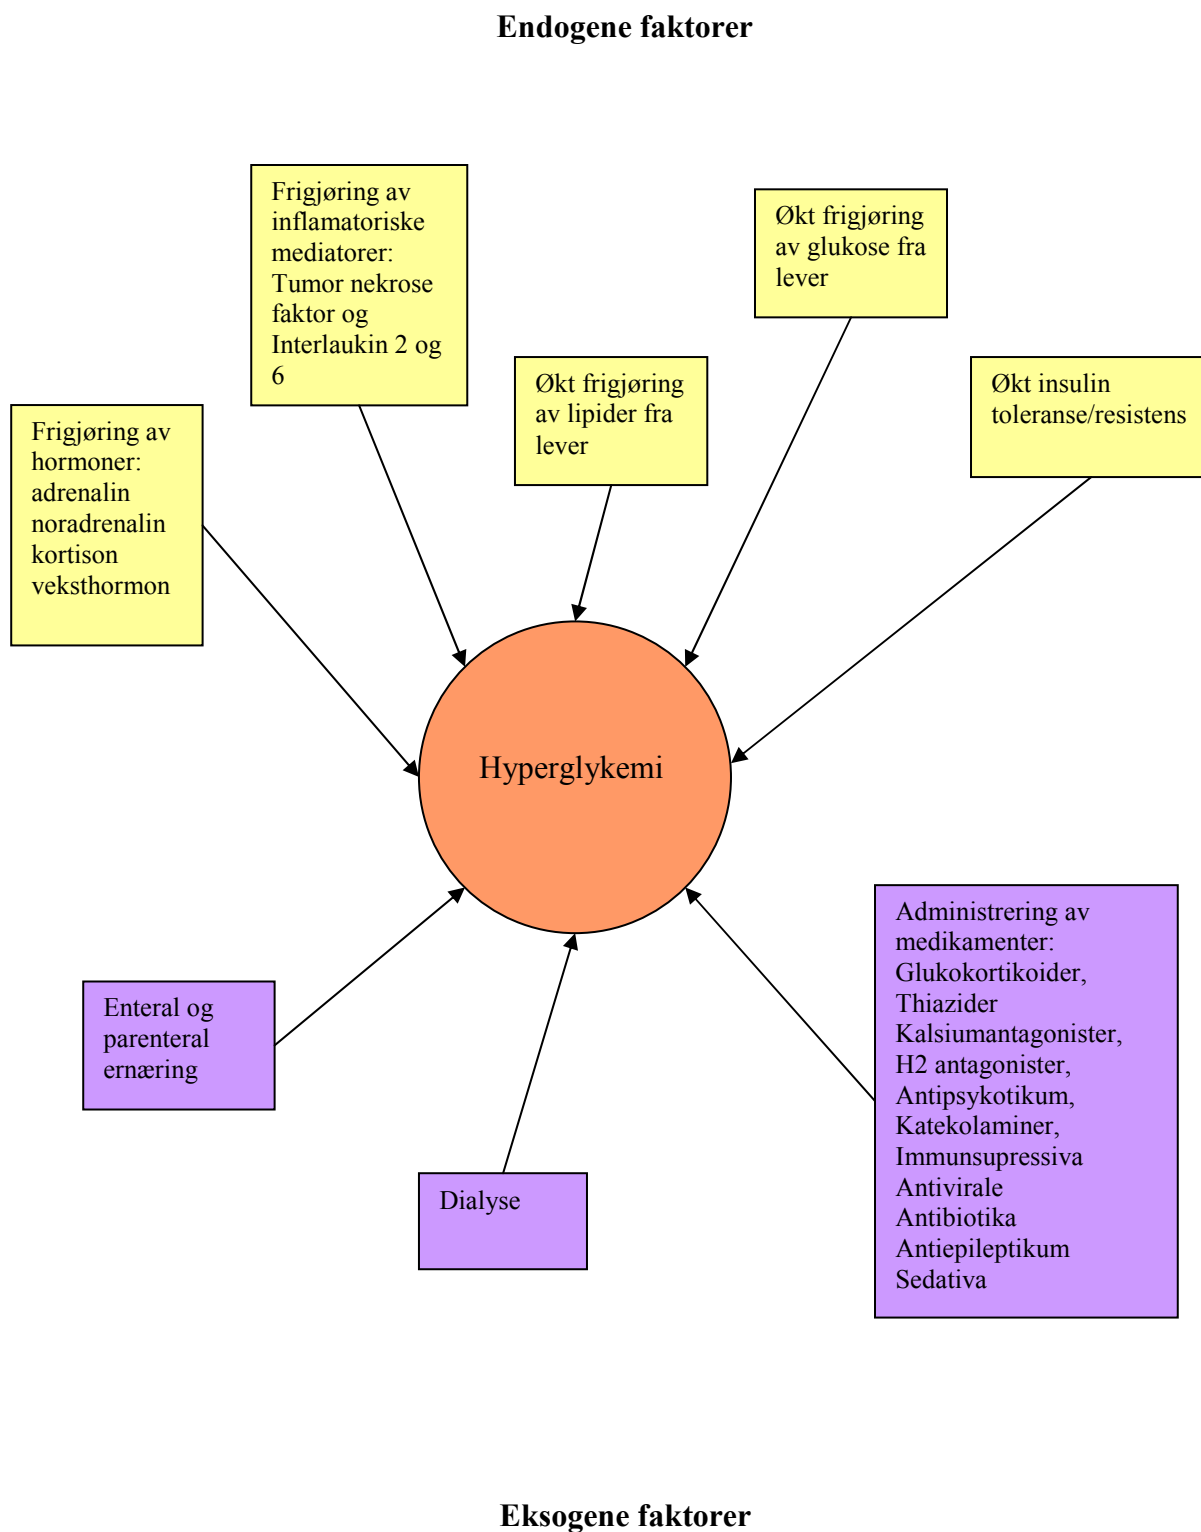 Endogene faktorer
Frigjøring av
inflamatoriske
mediatorer:
Tumor nekrose
faktor og
Interlaukin 2 og
6
Økt frigjøring
av glukose fra
lever
Økt frigjøring
av lipider fra
lever
Økt insulin
toleranse/resistens
Frigjøring av
hormoner:
adrenalin
noradrenalin
kortison
veksthormon
Hyperglykemi
Enteral og
parenteral
ernæring
Dialyse
Administrering av
medikamenter:
Glukokortikoider,
Thiazider
Kalsiumantagonister,
H2 antagonister,
Antipsykotikum,
Katekolaminer,
Immunsupressiva
Antivirale
Antibiotika
Antiepileptikum
Sedativa
Eksogene faktorer